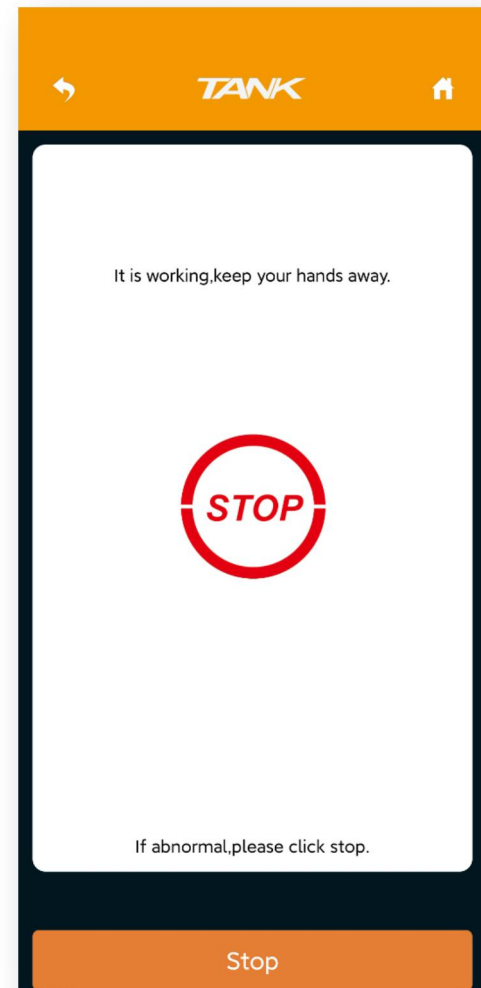 TANK
It is working,keep your hands away.
STOP
If abnormal,please click stop.
Stop